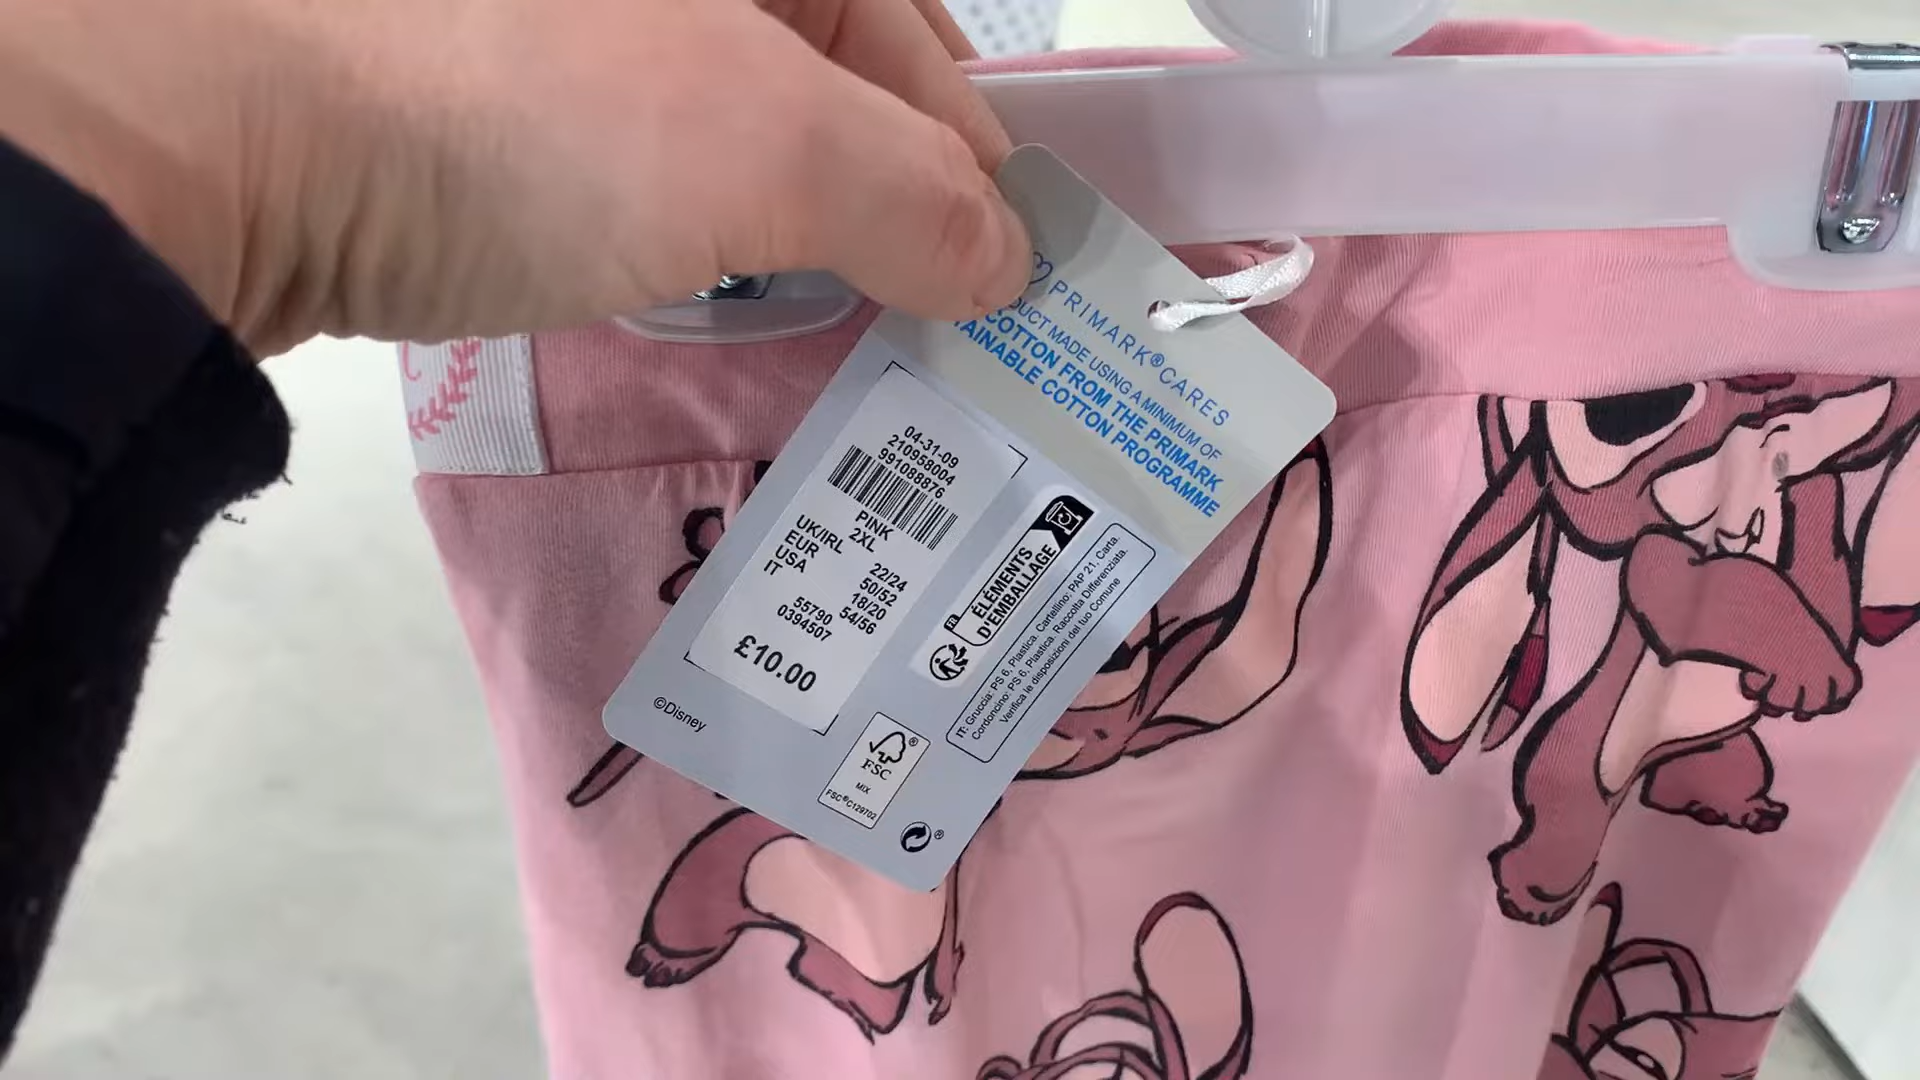 PRIMARK®CARES
MADE USING A MINIMUM OF
COTTON FROM THE PRIMARK
COTTON PROGRAMME
04-31-09
210958004
99108876
PINK
2XL
UK/IRL 22/24
EUR 50/52
USA 18/20
IT 54/56
55790
0394507
£10.00
©Disney
FR
ÉLÉMENTS
D'EMBALLAGE
IT: Gruccia: PS 6, Plastica. Cartellino: PAP 21, Carta.
Cordoncino: PS 6, Plastica. Raccolta Differenziata.
Verifica le disposizioni del tuo Comune
FSC®
MIX
FSC®C129702
®